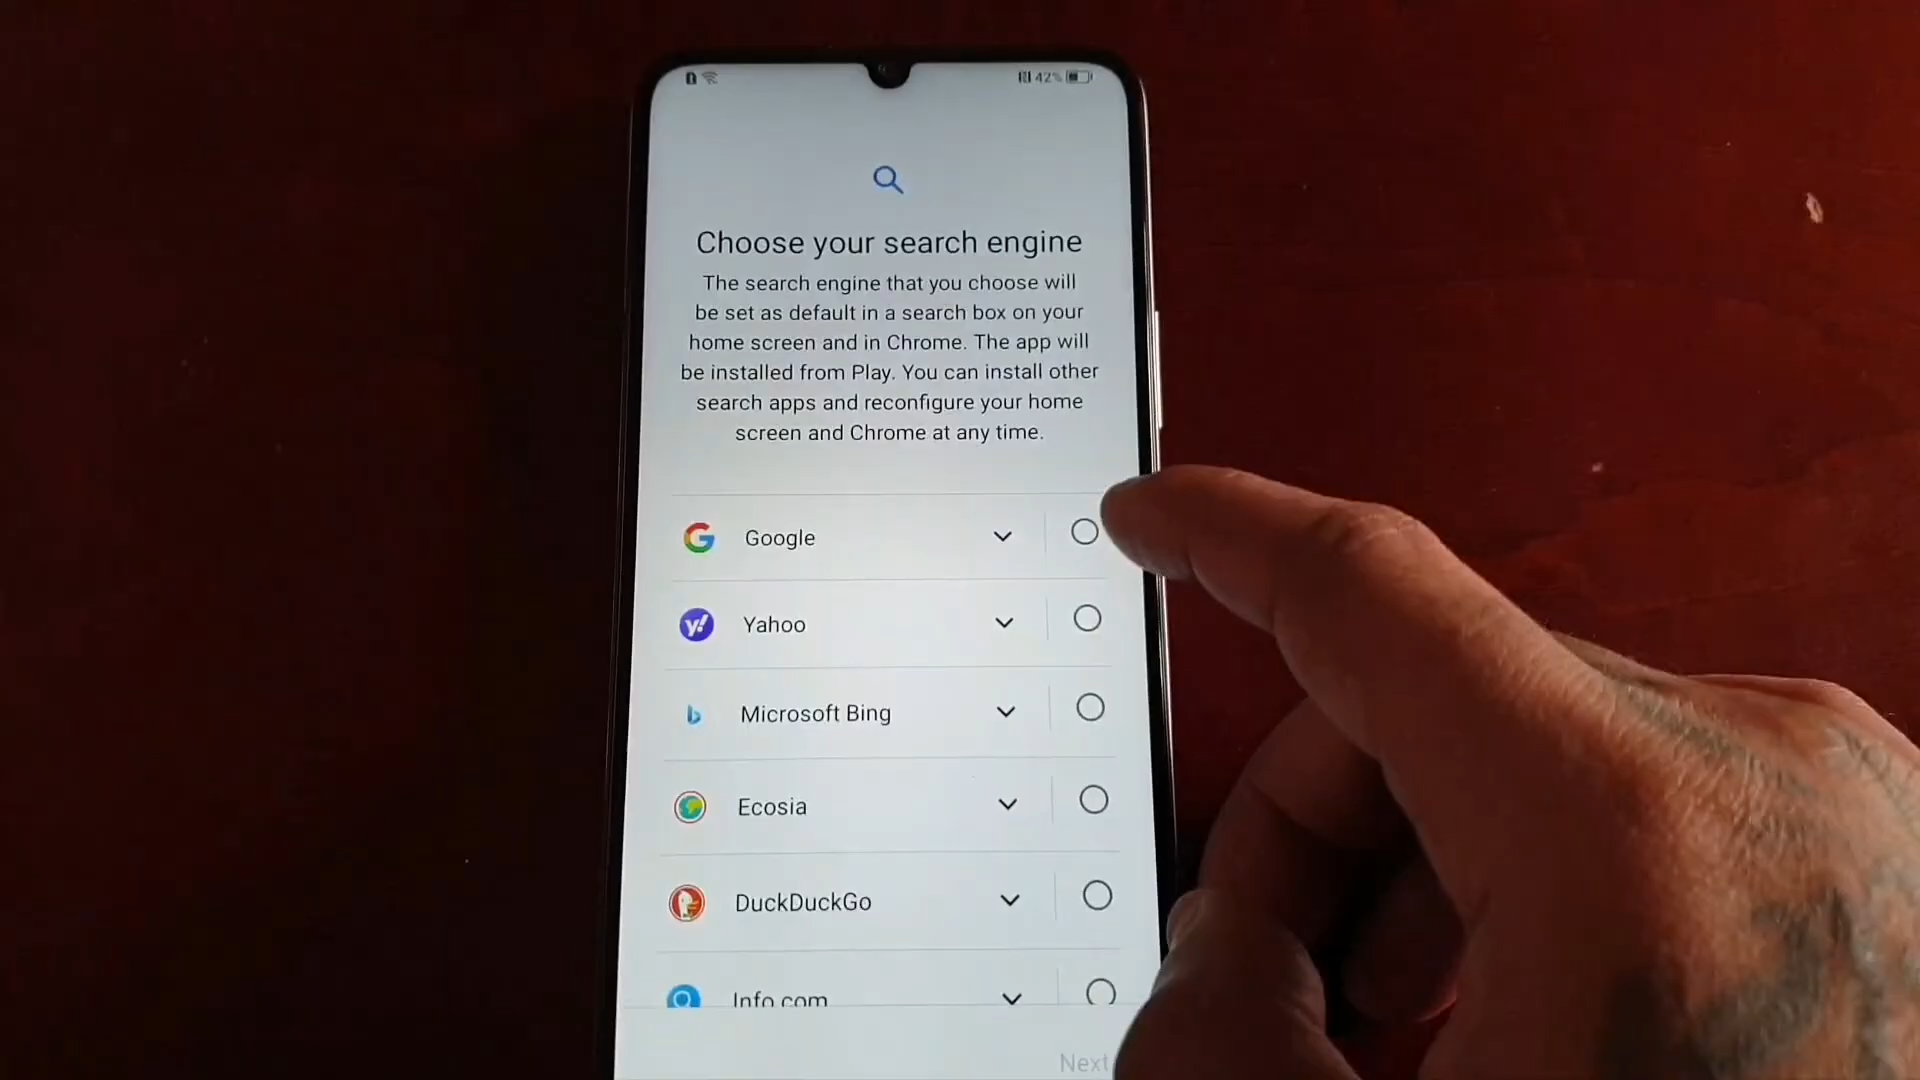 42%
Choose your search engine
The search engine that you choose will
be set as default in a search box on your
home screen and in Chrome. The app will
be installed from Play. You can install other
search apps and reconfigure your home
screen and Chrome at any time.
Google
Yahoo
Microsoft Bing
Ecosia
DuckDuckGo
Info.com
Next